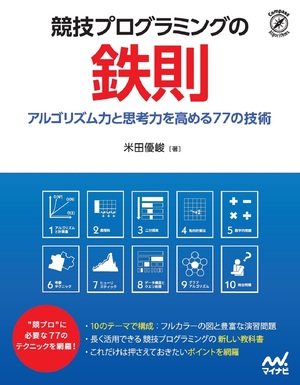 競技プログラミングの
鉄則
アルゴリズム力と思考力を高める77の技術
米田優峻［著］
Compass
Algorithms
1 アルゴリズムと計算量
2 累積和
3 二分探索
4 動的計画法
5 数学的問題
6 考察テクニック
7 ヒューリスティック
8 データ構造とクエリ処理
9 グラフアルゴリズム
10 総合問題
"競プロ"に
必要な77の
テクニックを網羅！
・10のテーマで構成：フルカラーの図と豊富な演習問題
・長く活用できる 競技プログラミングの新しい教科書
・これだけは押さえておきたいポイントを網羅
マイナビ